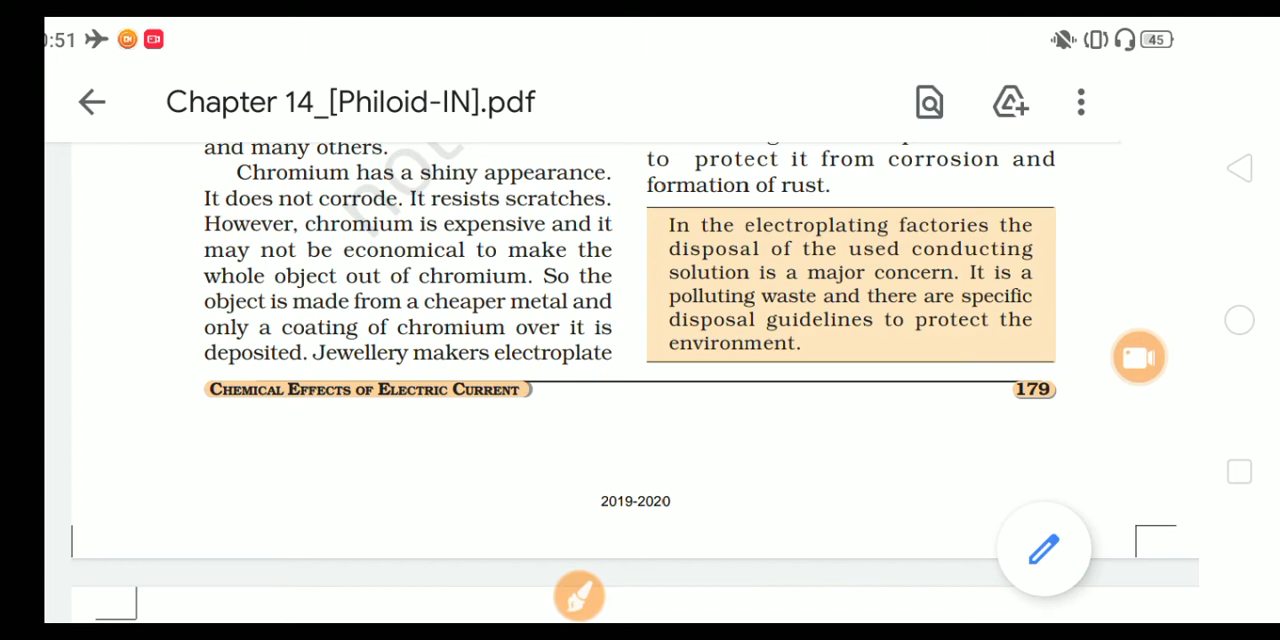 :51
45
Chapter 14_[Philoid-IN].pdf
and many others.
Chromium has a shiny appearance.
It does not corrode. It resists scratches.
However, chromium is expensive and it
may not be economical to make the
whole object out of chromium. So the
object is made from a cheaper metal and
only a coating of chromium over it is
deposited. Jewellery makers electroplate
to protect it from corrosion and
formation of rust.
In the electroplating factories the
disposal of the used conducting
solution is a major concern. It is a
polluting waste and there are specific
disposal guidelines to protect the
environment.
CHEMICAL EFFECTS OF ELECTRIC CURRENT
179
2019-2020
not